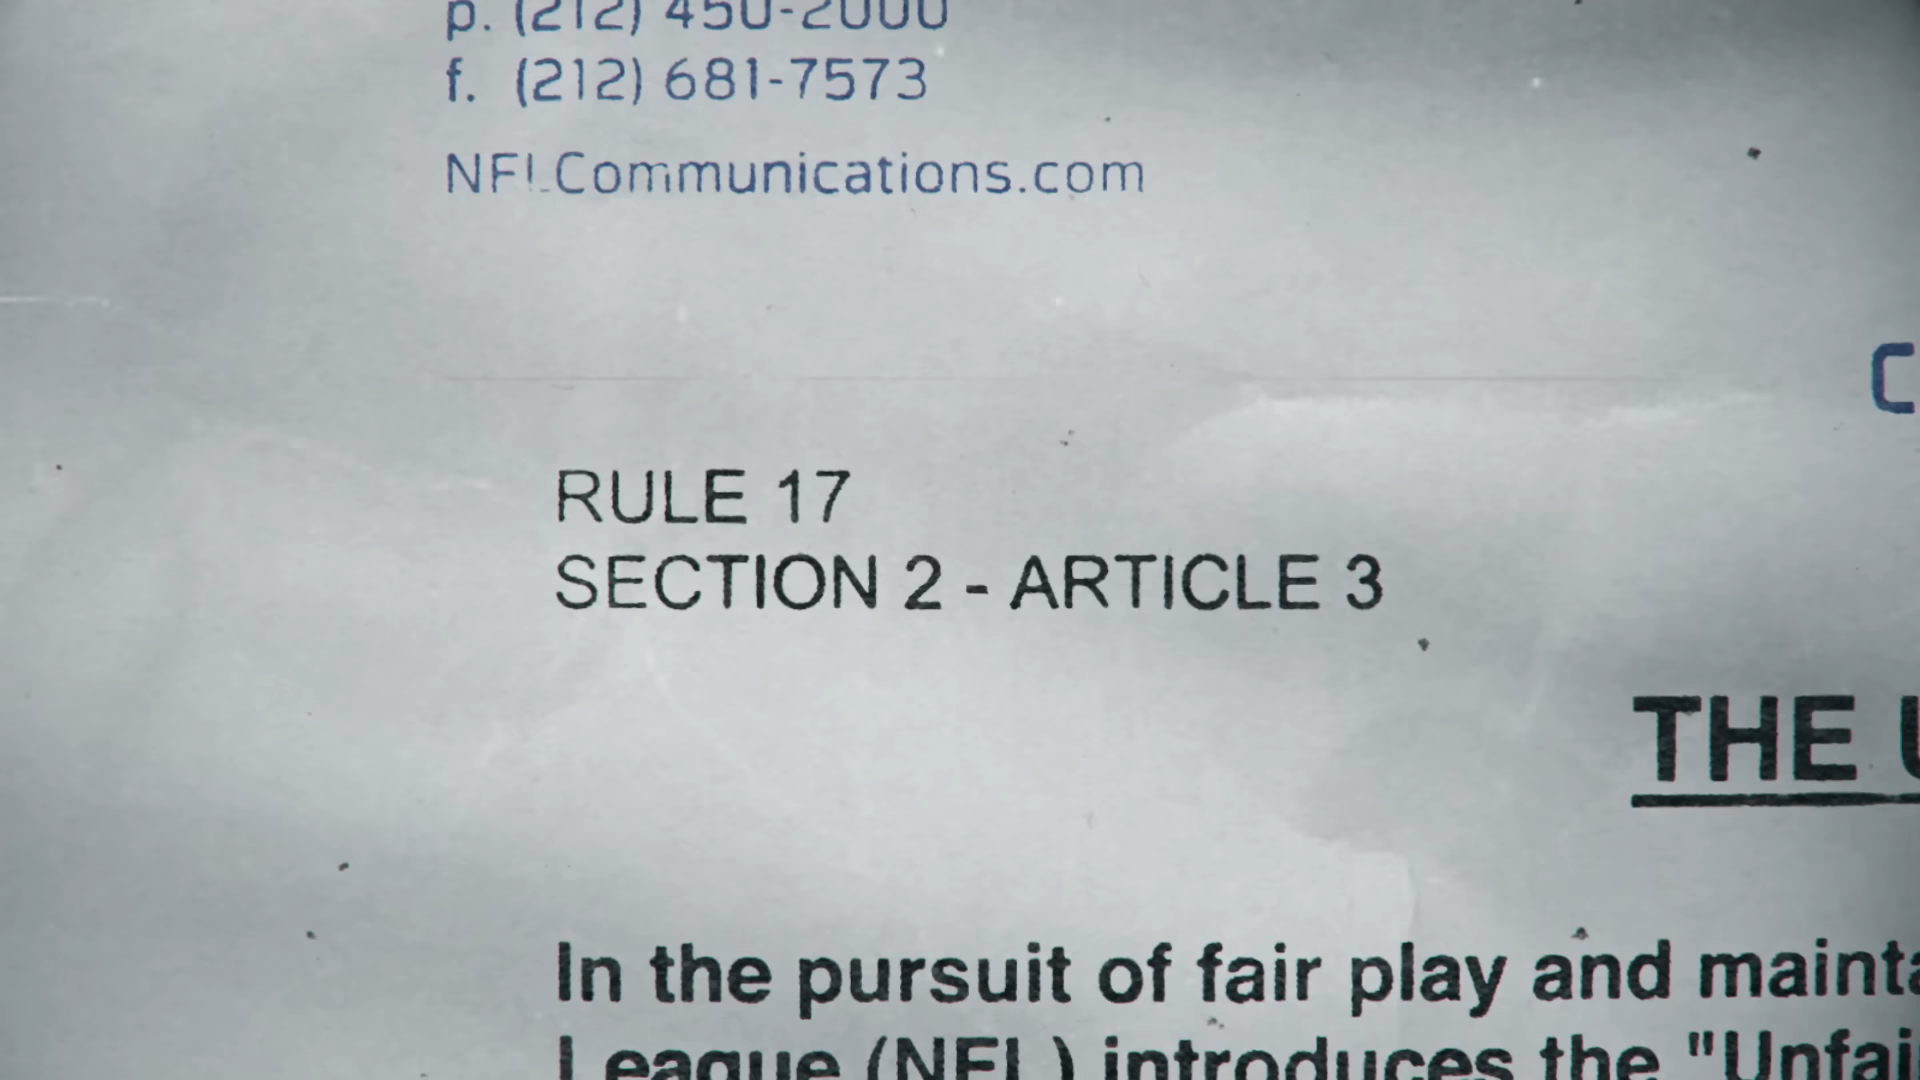 p. (212) 450-2000
f. (212) 681-7573
NFLCommunications.com
C
RULE 17
SECTION 2 - ARTICLE 3
THE U
In the pursuit of fair play and mainta
League (NFL) introduces the "Unfai